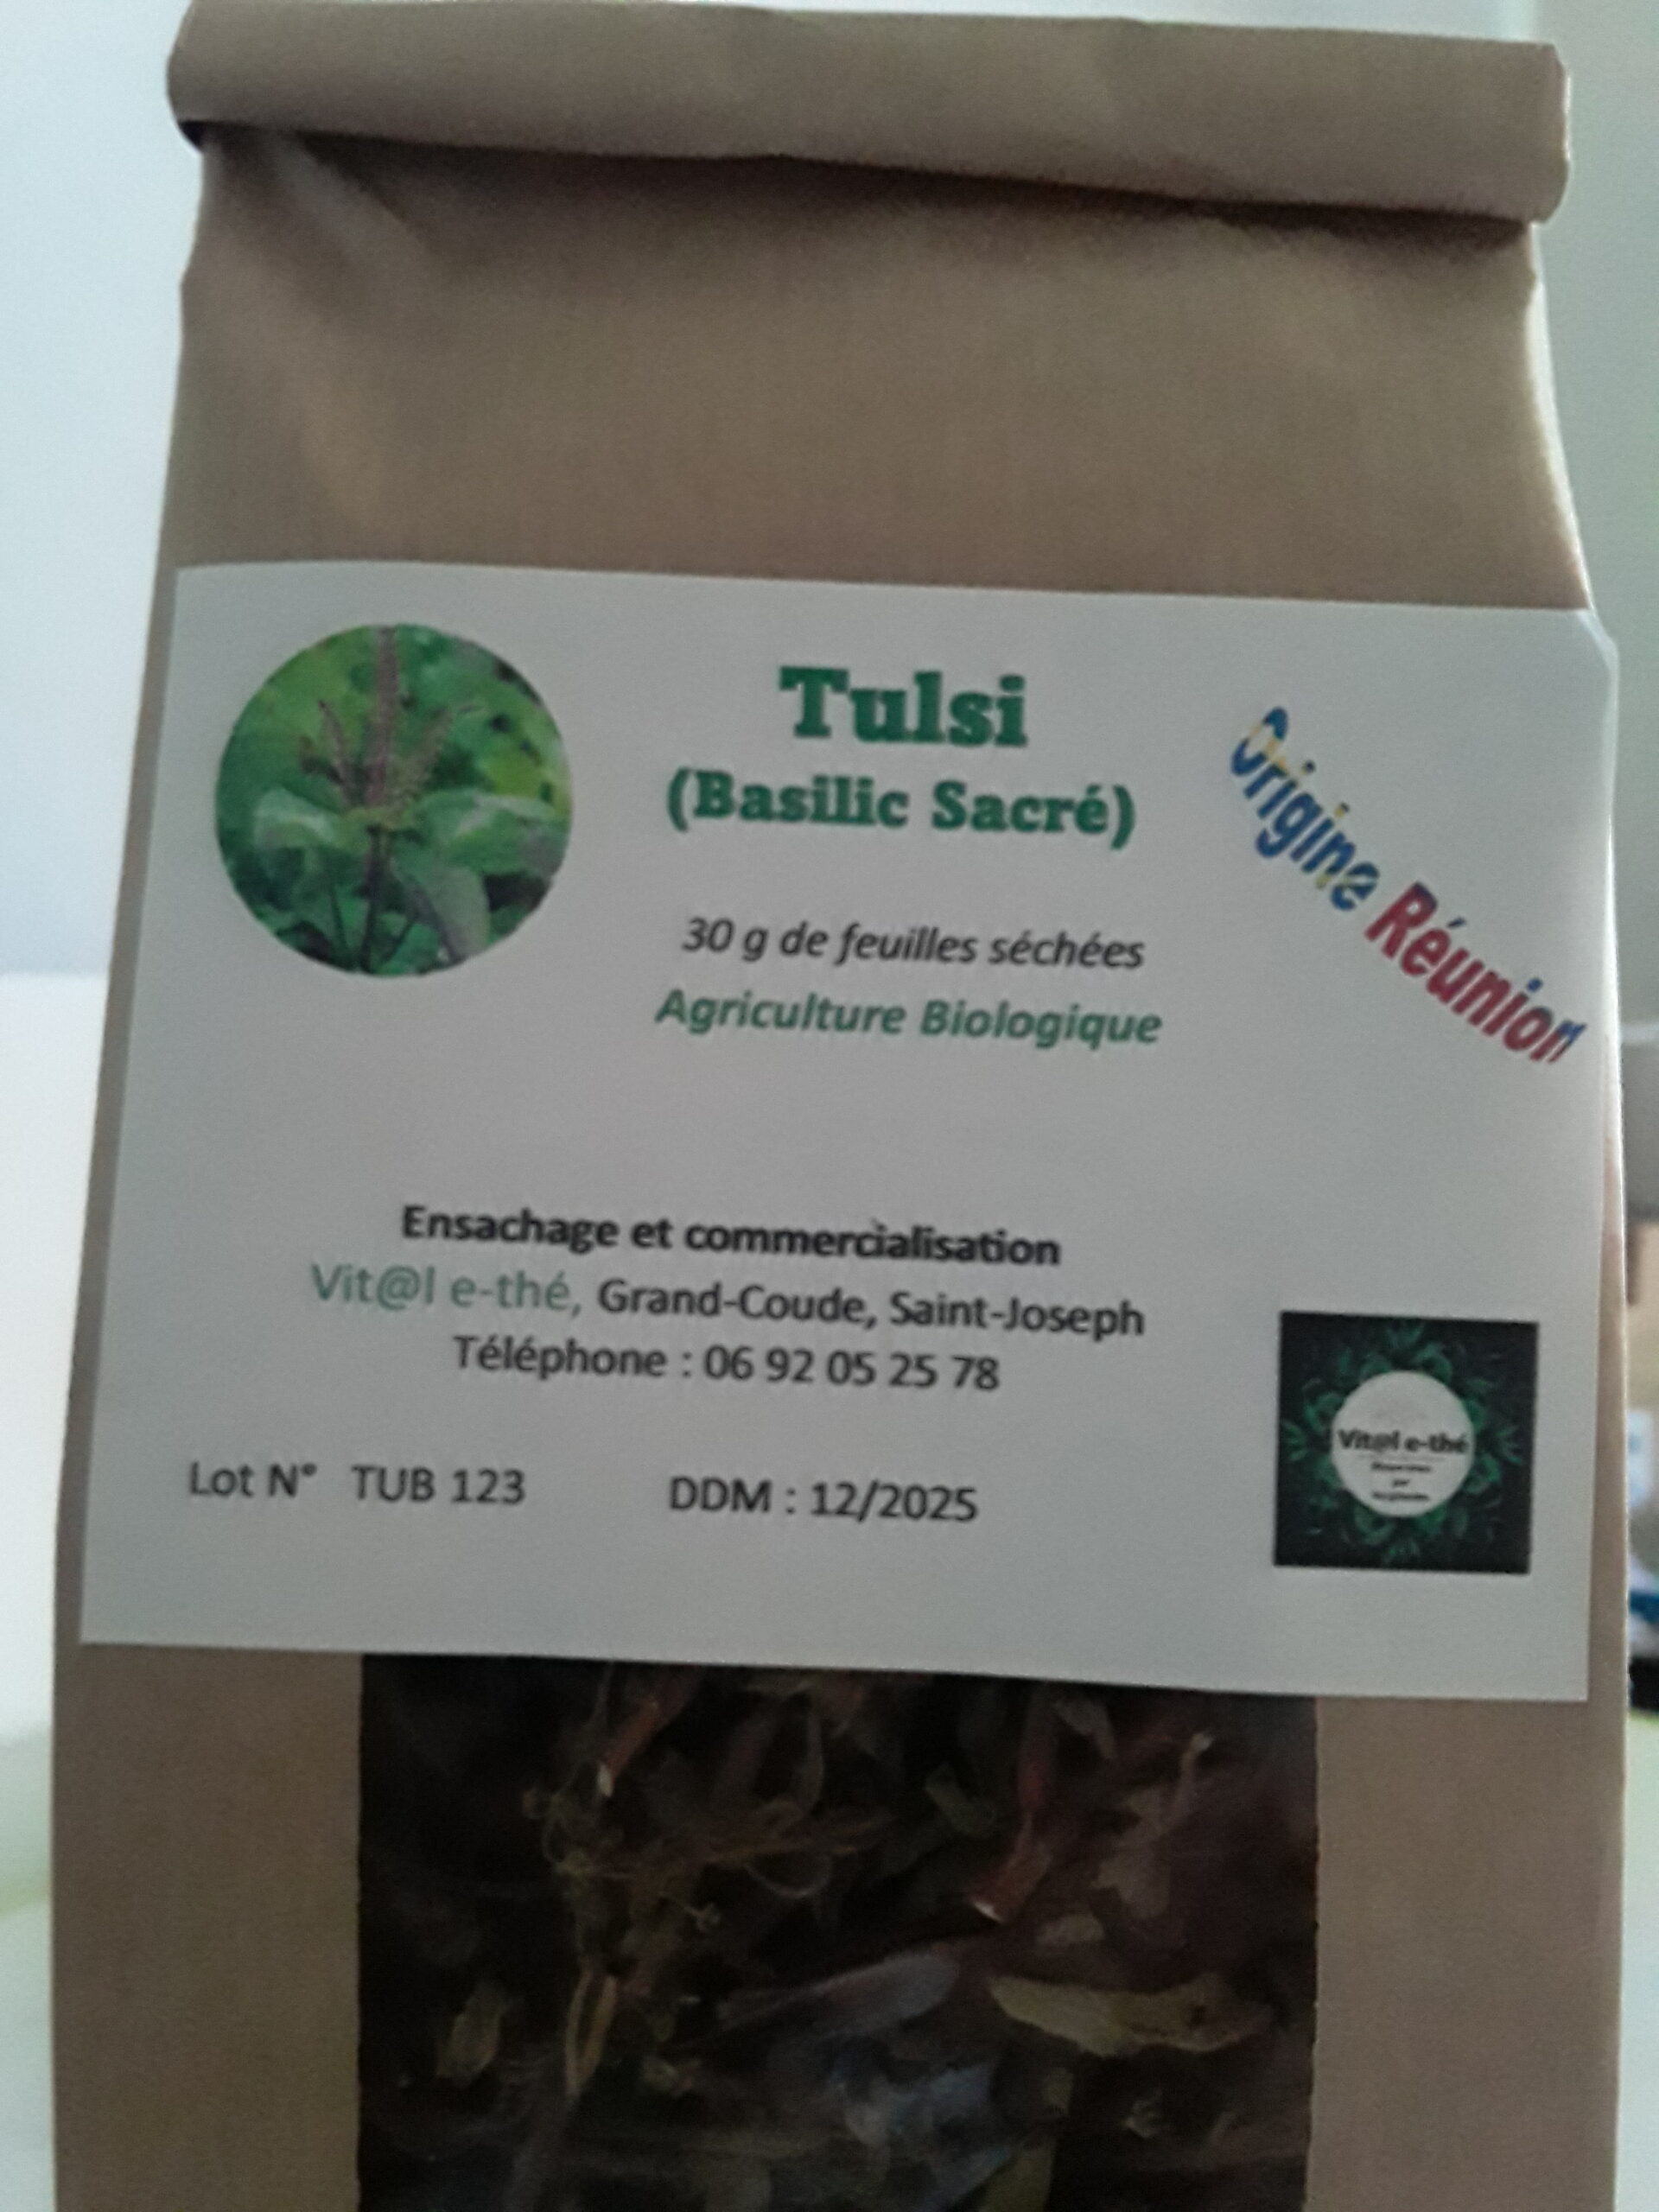 Tulsi
(Basilic Sacré)
Origine Réunion
30 g de feuilles séchées
Agriculture Biologique
Ensachage et commercialisation
Vit@l e-thé, Grand-Coude, Saint-Joseph
Téléphone : 06 92 05 25 78
Lot N° TUB 123 DDM : 12/2025
Vit@l e-thé